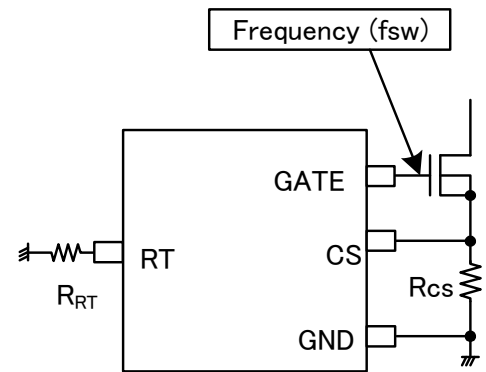 Frequency (fsw)
GATE
RT
CS
RRT
Rcs
GND